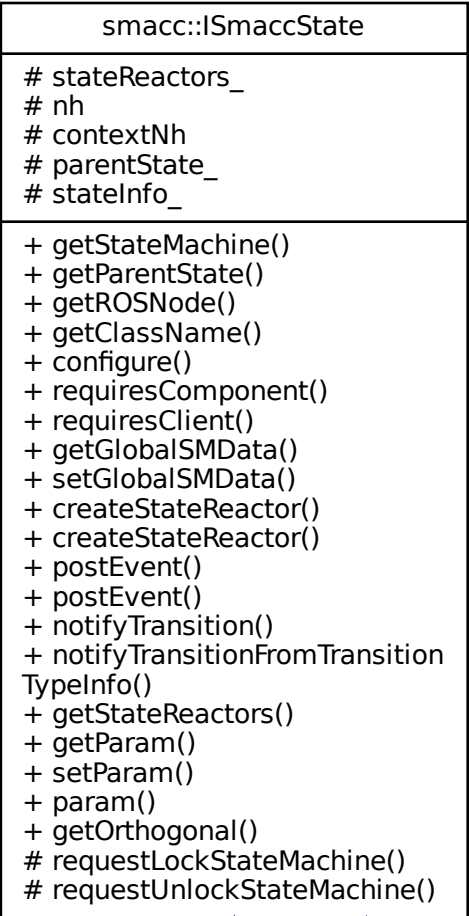 smacc::ISmaccState
# stateReactors_
# nh
# contextNh
# parentState_
# stateInfo_
+ getStateMachine()
+ getParentState()
+ getROSNode()
+ getClassName()
+ configure()
+ requiresComponent()
+ requiresClient()
+ getGlobalSMData()
+ setGlobalSMData()
+ createStateReactor()
+ createStateReactor()
+ postEvent()
+ postEvent()
+ notifyTransition()
+ notifyTransitionFromTransition
TypeInfo()
+ getStateReactors()
+ getParam()
+ setParam()
+ param()
+ getOrthogonal()
# requestLockStateMachine()
# requestUnlockStateMachine()